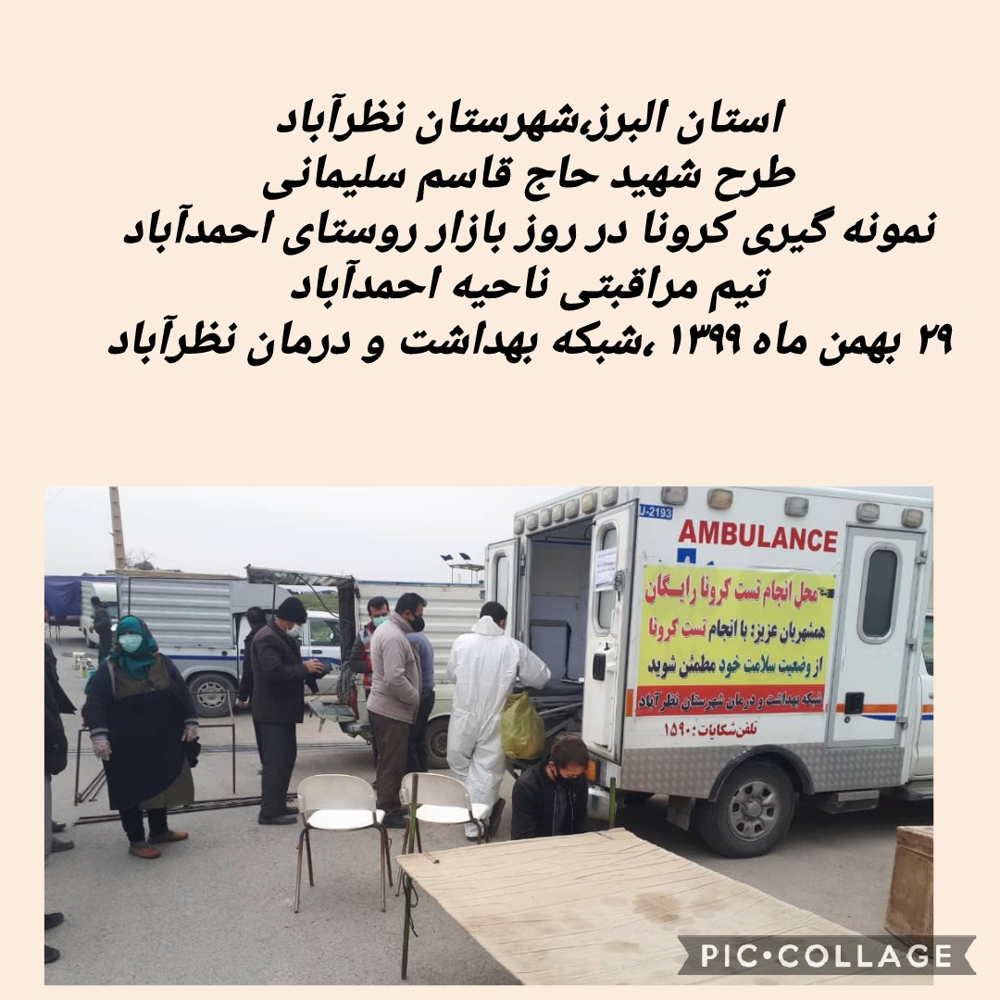 استان البرز،شهرستان نظرآباد
طرح شهید حاج قاسم سلیمانی
نمونه گیری کرونا در روز بازار روستای احمدآباد
تیم مراقبتی ناحیه احمدآباد
۲۹ بهمن ماه ۱۳۹۹ ،شبکه بهداشت و درمان نظرآباد
U-2193
AMBULANCE
محل انجام تست کرونا رایگان
همشهریان عزیز: با انجام تست کرونا
از وضعیت سلامت خود مطمئن شوید
شبکه بهداشت و درمان شهرستان نظرآباد
تلفن شکایات : ۱۵۹۰
PIC•COLLAGE